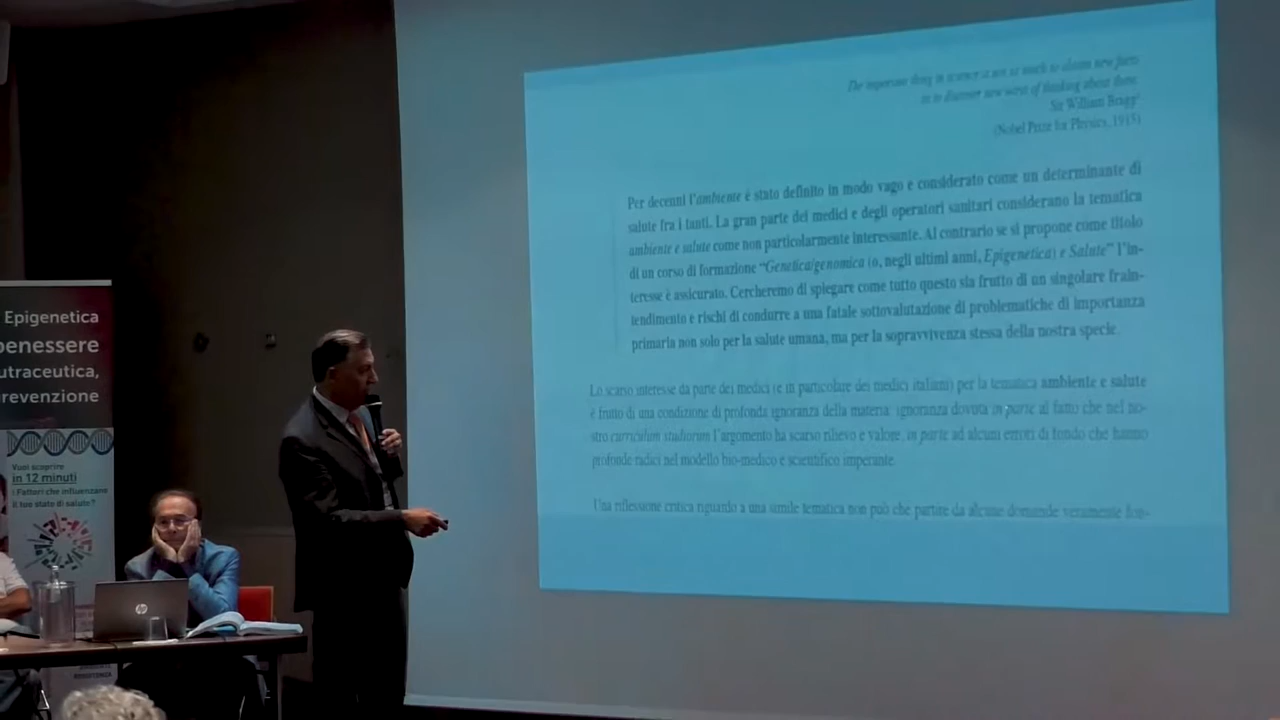 The important thing in science is not so much to obtain new facts
as to discover new ways of thinking about them.
Sir William Bragg
(Nobel Prize for Physics, 1915)
Per decenni l'ambiente è stato definito in modo vago e considerato come un determinante di
salute fra i tanti. La gran parte dei medici e degli operatori sanitari considerano la tematica
ambiente e salute come non particolarmente interessante. Al contrario se si propone come titolo
di un corso di formazione “Genetica/genomica (o, negli ultimi anni, Epigenetica) e Salute” l'in-
teresse è assicurato. Cercheremo di spiegare come tutto questo sia frutto di un singolare frain-
tendimento e rischi di condurre a una fatale sottovalutazione di problematiche di importanza
primaria non solo per la salute umana, ma per la sopravvivenza stessa della nostra specie.
Lo scarso interesse da parte dei medici (e in particolare dei medici italiani) per la tematica ambiente e salute
è frutto di una condizione di profonda ignoranza della materia: ignoranza dovuta in parte al fatto che nel no-
stro curriculum studiorum l'argomento ha scarso rilievo e valore, in parte ad alcuni errori di fondo che hanno
profonde radici nel modello bio-medico e scientifico imperante.
Una riflessione critica riguardo a una simile tematica non può che partire da alcune domande veramente fon-
Epigenetica
benessere
utraceutica,
revenzione
Vuoi scoprire
in 12 minuti
i Fattori che influenzano
il tuo stato di salute?
hp